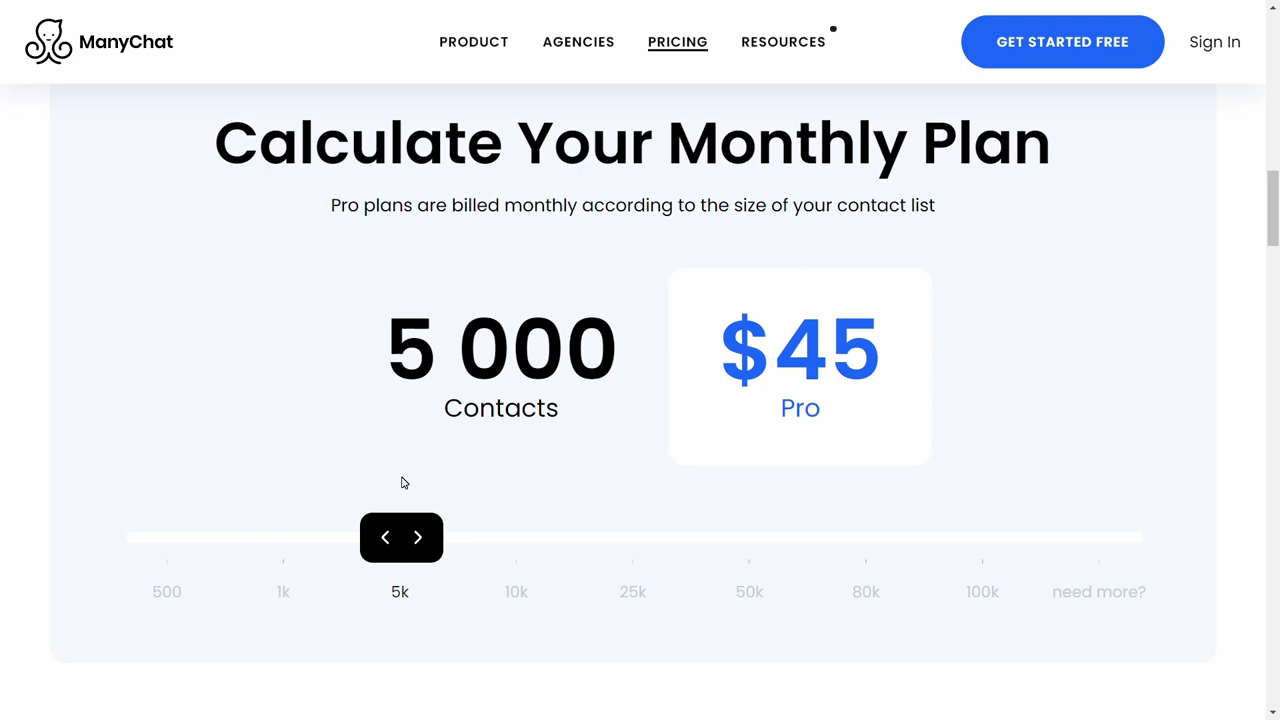 ManyChat PRODUCT AGENCIES PRICING RESOURCES GET STARTED FREE Sign In
Calculate Your Monthly Plan
Pro plans are billed monthly according to the size of your contact list
5 000 $45
Contacts Pro
500 1k 5k 10k 25k 50k 80k 100k need more?